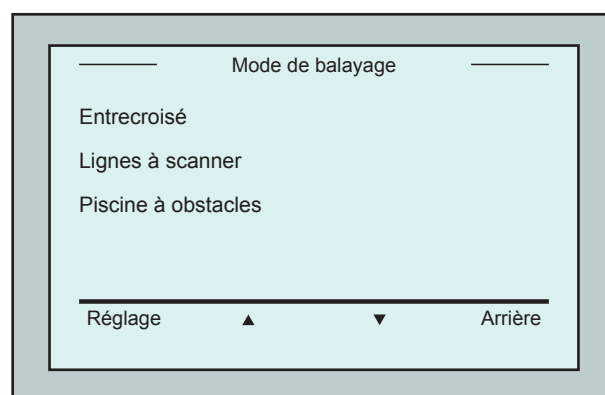 Mode de balayage
Entrecroisé
Lignes à scanner
Piscine à obstacles
Réglage ▲ ▼ Arrière